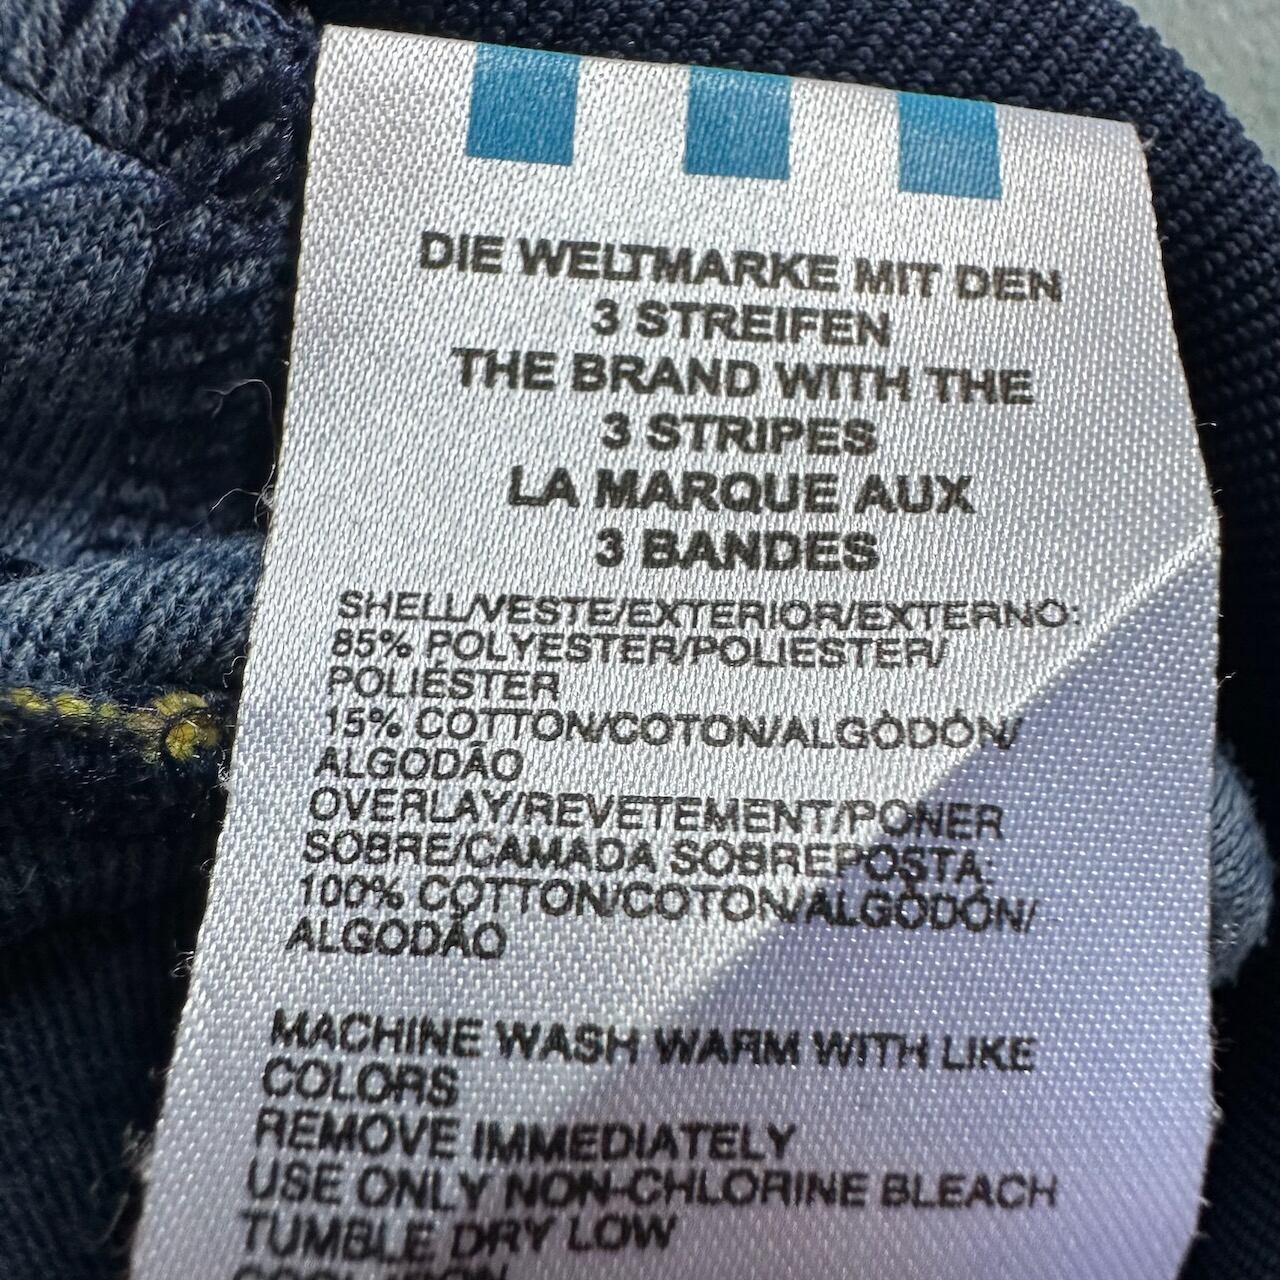 DIE WELTMARKE MIT DEN
3 STREIFEN
THE BRAND WITH THE
3 STRIPES
LA MARQUE AUX
3 BANDES
SHELL/VESTE/EXTERIOR/EXTERNO:
85% POLYESTER/POLIESTER/
POLIÉSTER
15% COTTON/COTON/ALGODÓN/
ALGODÃO
OVERLAY/REVETEMENT/PONER
SOBRE/CAMADA SOBREPOSTA:
100% COTTON/COTON/ALGODÓN/
ALGODÃO
MACHINE WASH WARM WITH LIKE
COLORS
REMOVE IMMEDIATELY
USE ONLY NON-CHLORINE BLEACH
TUMBLE DRY LOW